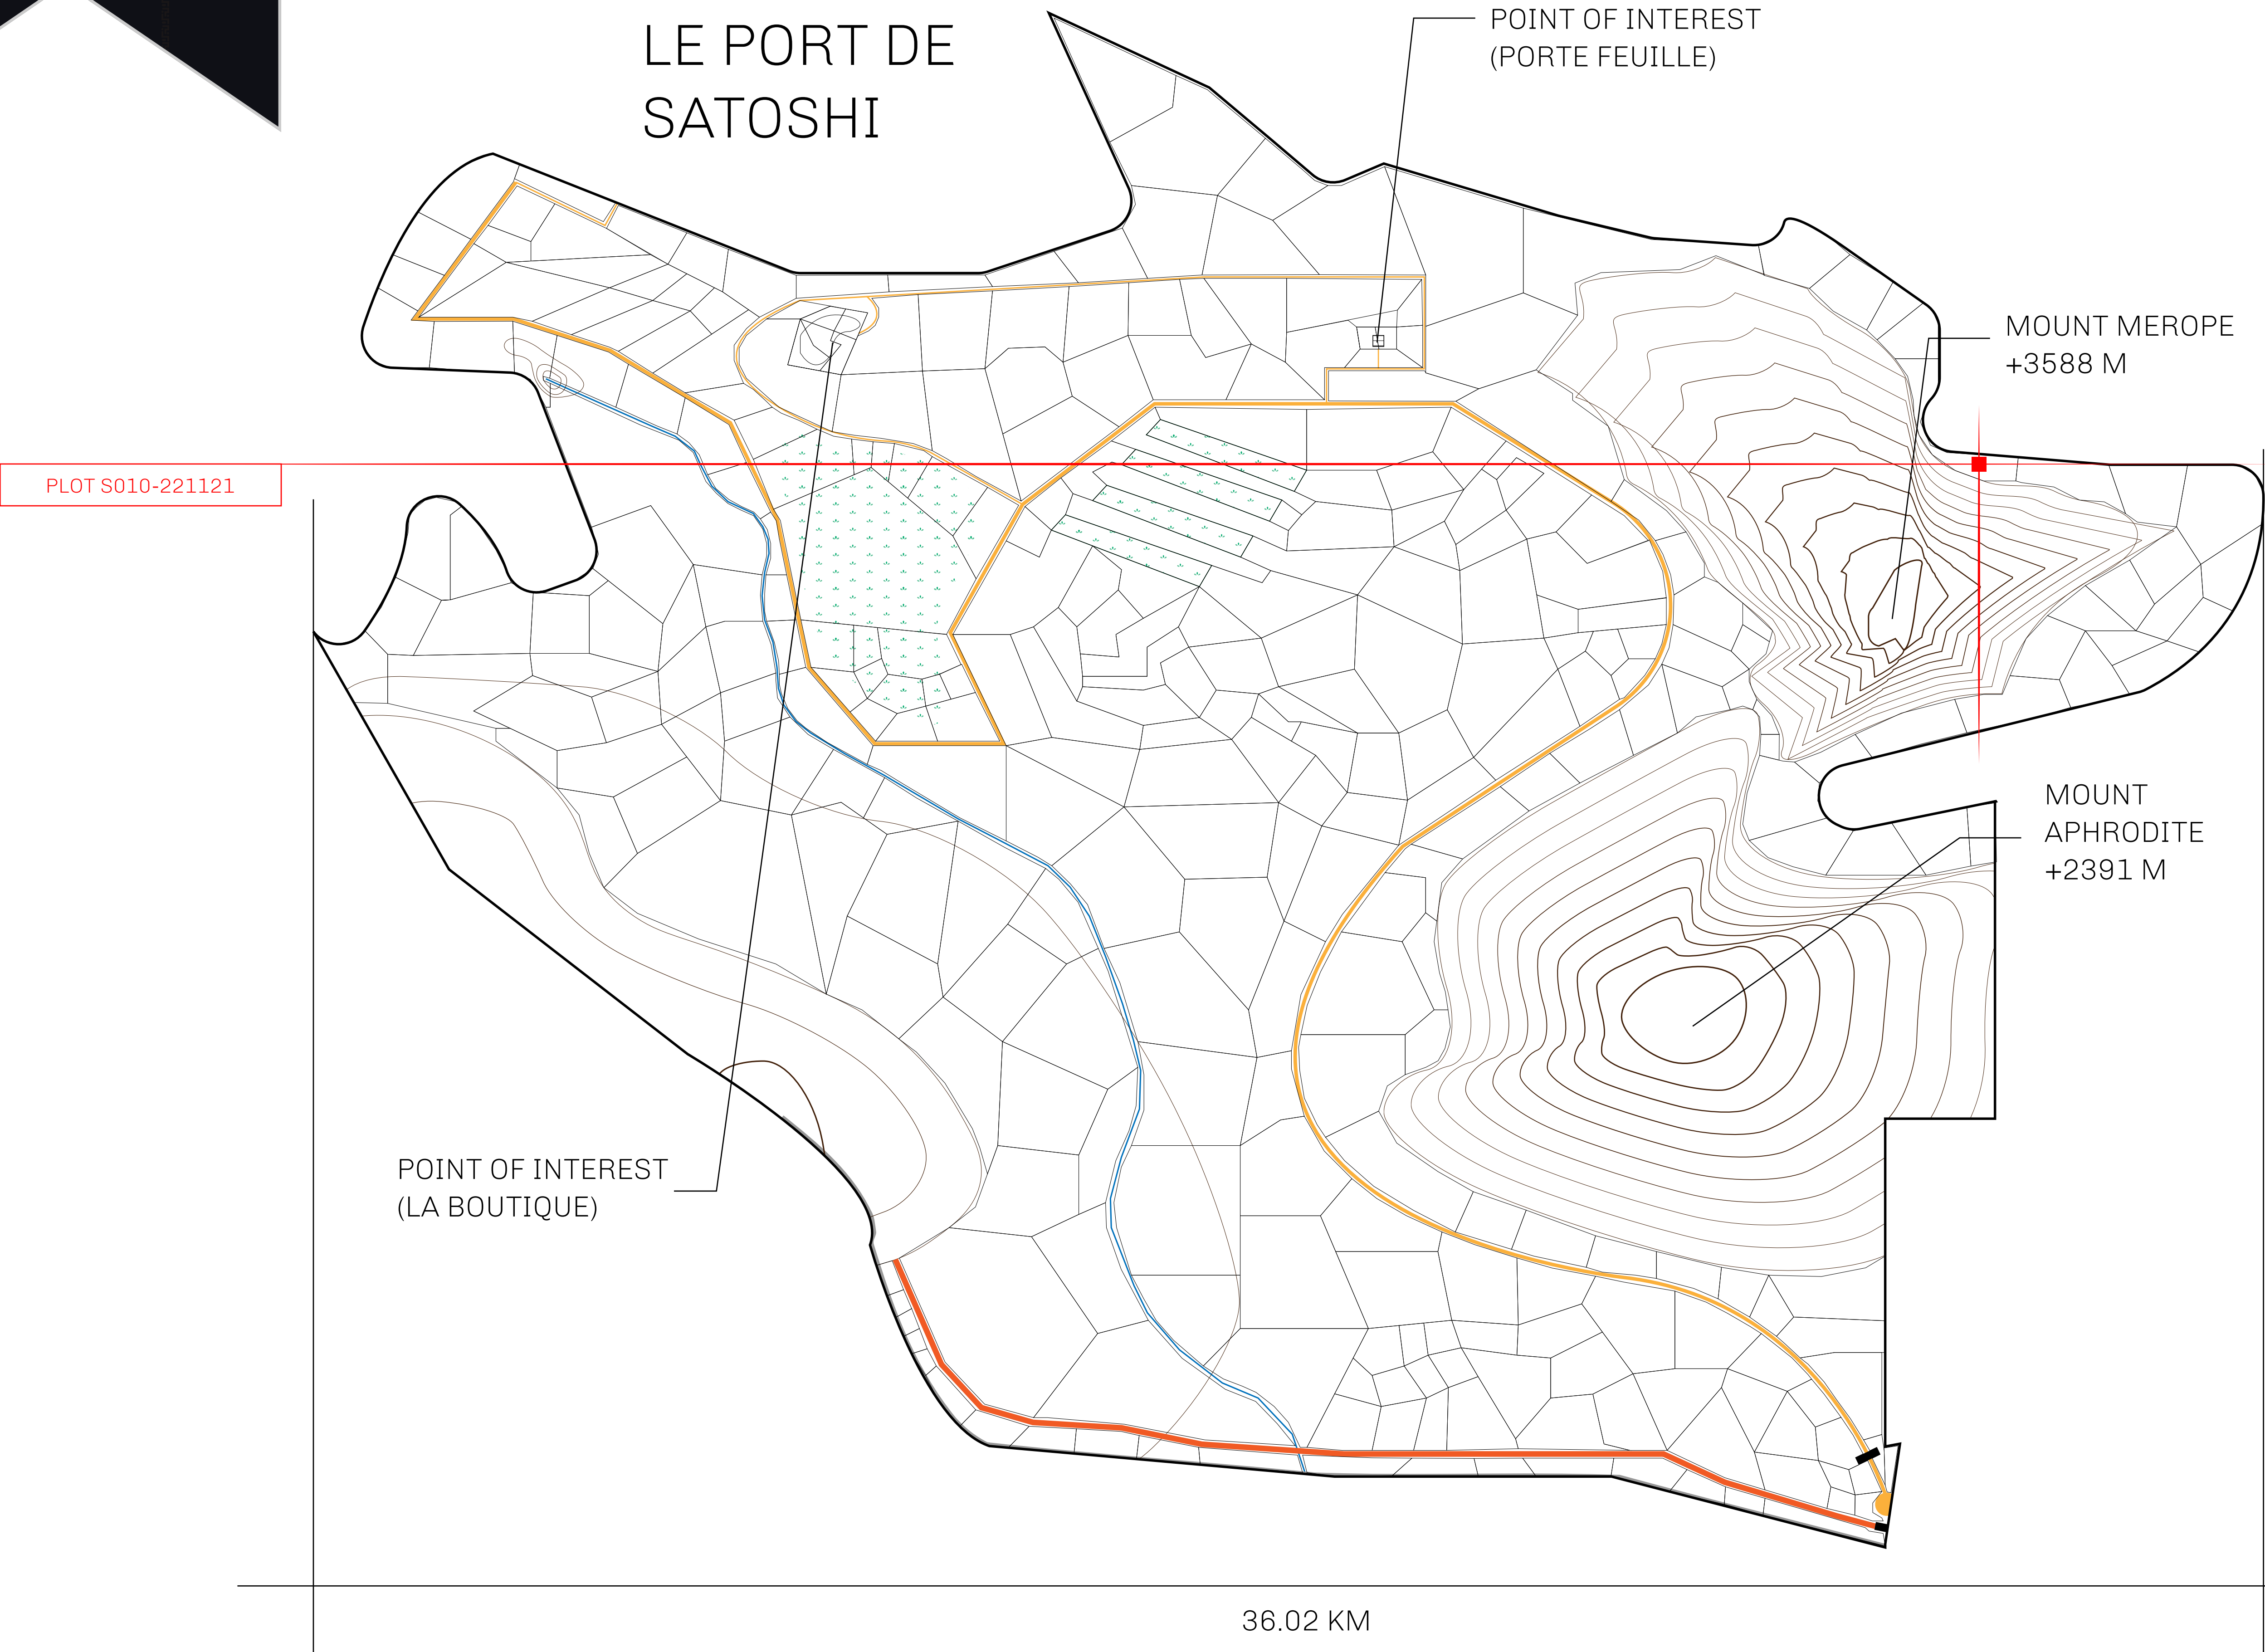 LE PORT DE
SATOSHI
POINT OF INTEREST
(PORTE FEUILLE)
MOUNT MEROPE
+3588 M
PLOT S010-221121
MOUNT
APHRODITE
+2391 M
POINT OF INTEREST
(LA BOUTIQUE)
36.02 KM